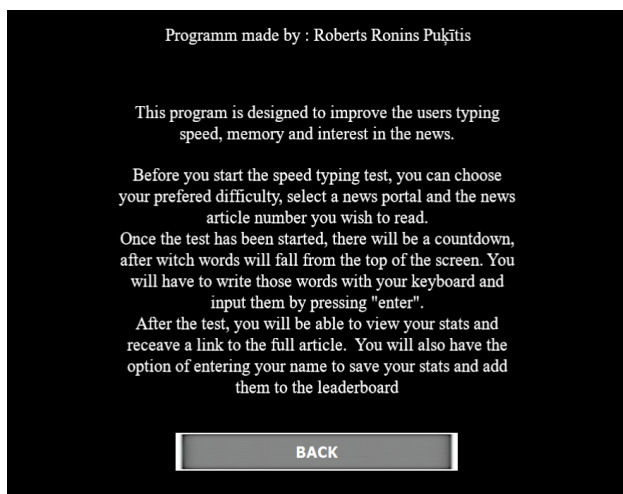 Programm made by : Roberts Ronins Puķītis
This program is designed to improve the users typing
speed, memory and interest in the news.
Before you start the speed typing test, you can choose
your prefered difficulty, select a news portal and the news
article number you wish to read.
Once the test has been started, there will be a countdown,
after witch words will fall from the top of the screen. You
will have to write those words with your keyboard and
input them by pressing "enter".
After the test, you will be able to view your stats and
receave a link to the full article.  You will also have the
option of entering your name to save your stats and add
them to the leaderboard
BACK